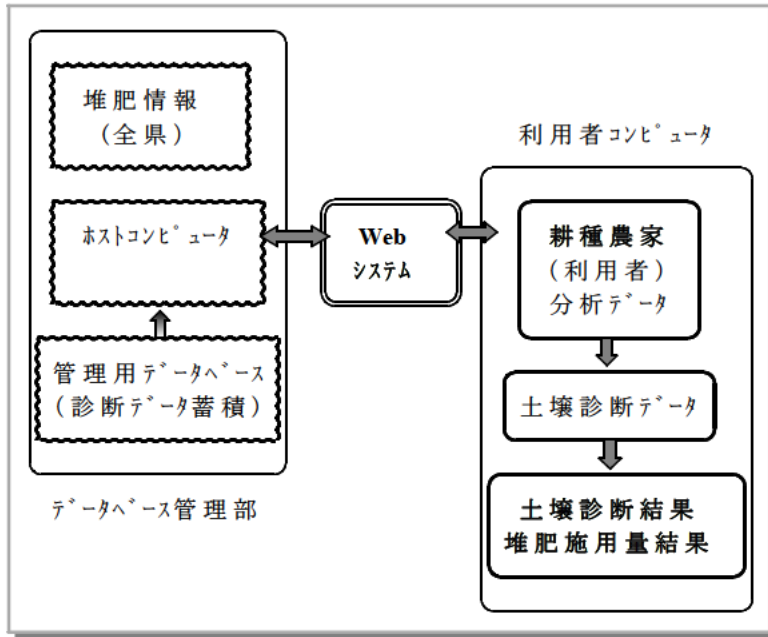 堆肥情報
(全県)
ホストコンピュータ
管理用データベース
(診断データ蓄積)
データベース管理部
Web
システム
利用者コンピュータ
耕種農家
(利用者)
分析データ
土壌診断データ
土壌診断結果
堆肥施用量結果